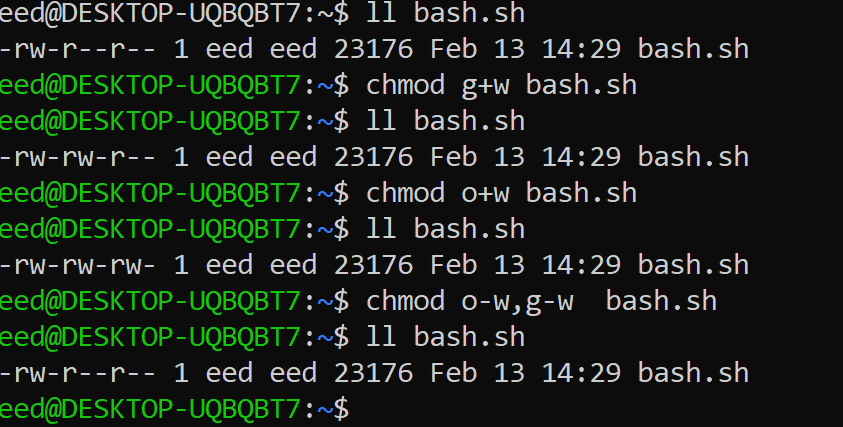 eed@DESKTOP-UQBQBT7:~$ ll bash.sh
-rw-r--r-- 1 eed eed 23176 Feb 13 14:29 bash.sh
eed@DESKTOP-UQBQBT7:~$ chmod g+w bash.sh
eed@DESKTOP-UQBQBT7:~$ ll bash.sh
-rw-rw-r-- 1 eed eed 23176 Feb 13 14:29 bash.sh
eed@DESKTOP-UQBQBT7:~$ chmod o+w bash.sh
eed@DESKTOP-UQBQBT7:~$ ll bash.sh
-rw-rw-rw- 1 eed eed 23176 Feb 13 14:29 bash.sh
eed@DESKTOP-UQBQBT7:~$ chmod o-w,g-w  bash.sh
eed@DESKTOP-UQBQBT7:~$ ll bash.sh
-rw-r--r-- 1 eed eed 23176 Feb 13 14:29 bash.sh
eed@DESKTOP-UQBQBT7:~$